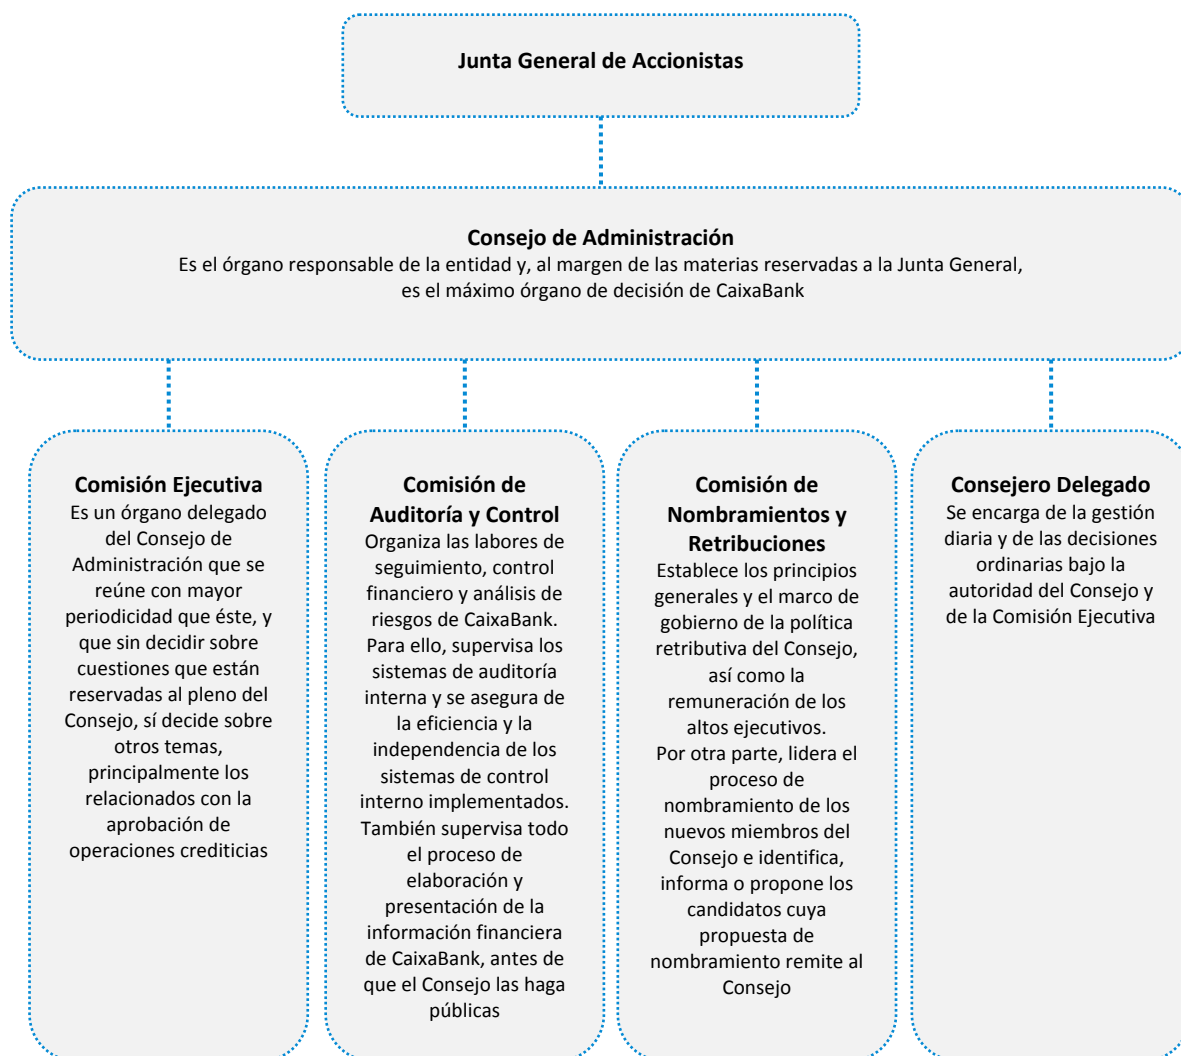 Junta General de Accionistas
Consejo de Administración
Es el órgano responsable de la entidad y, al margen de las materias reservadas a la Junta General,
es el máximo órgano de decisión de CaixaBank
Comisión Ejecutiva
Es un órgano delegado
del Consejo de
Administración que se
reúne con mayor
periodicidad que éste, y
que sin decidir sobre
cuestiones que están
reservadas al pleno del
Consejo, sí decide sobre
otros temas,
principalmente los
relacionados con la
aprobación de
operaciones crediticias
Comisión de
Auditoría y Control
Organiza las labores de
seguimiento, control
financiero y análisis de
riesgos de CaixaBank.
Para ello, supervisa los
sistemas de auditoría
interna y se asegura de
la eficiencia y la
independencia de los
sistemas de control
interno implementados.
También supervisa todo
el proceso de
elaboración y
presentación de la
información financiera
de CaixaBank, antes de
que el Consejo las haga
públicas
Comisión de
Nombramientos y
Retribuciones
Establece los principios
generales y el marco de
gobierno de la política
retributiva del Consejo,
así como la
remuneración de los
altos ejecutivos.
Por otra parte, lidera el
proceso de
nombramiento de los
nuevos miembros del
Consejo e identifica,
informa o propone los
candidatos cuya
propuesta de
nombramiento remite al
Consejo
Consejero Delegado
Se encarga de la gestión
diaria y de las decisiones
ordinarias bajo la
autoridad del Consejo y
de la Comisión Ejecutiva